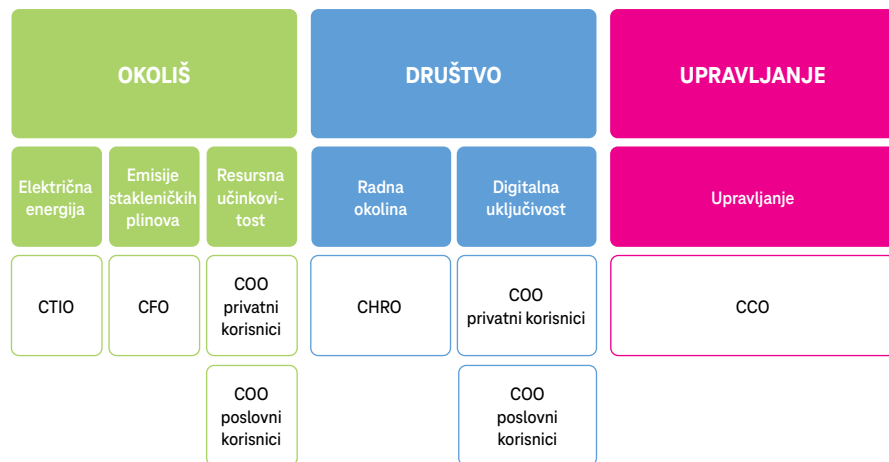 OKOLIŠ
DRUŠTVO
UPRAVLJANJE
Električna
energija
Emisije
stakleničkih
plinova
Resursna
učinkovi-
tost
Radna
okolina
Digitalna
uključivost
Upravljanje
CTIO
CFO
COO
privatni
korisnici
CHRO
COO
privatni korisnici
CCO
COO
poslovni
korisnici
COO
poslovni
korisnici